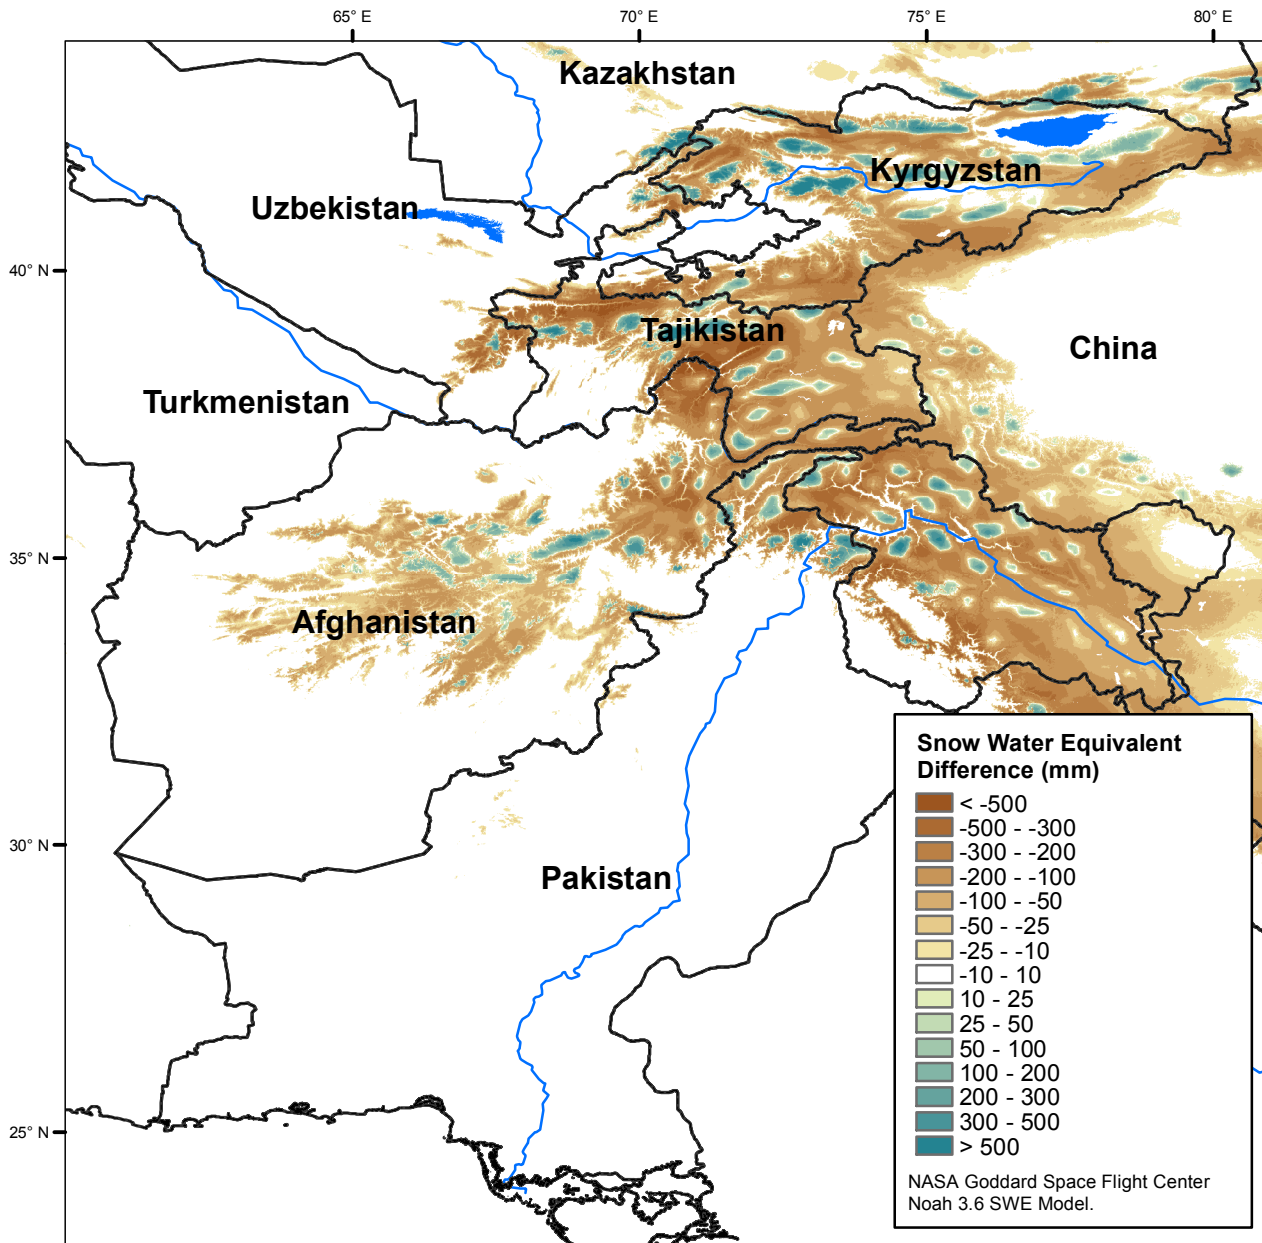 65° E
70° E
75° E
80° E
Kazakhstan
Kyrgyzstan
Uzbekistan
40° N
Tajikistan
China
Turkmenistan
35° N
Afghanistan
30° N
Pakistan
25° N
Snow Water Equivalent
Difference (mm)
< -500
-500 - -300
-300 - -200
-200 - -100
-100 - -50
-50 - -25
-25 - -10
-10 - 10
10 - 25
25 - 50
50 - 100
100 - 200
200 - 300
300 - 500
> 500
NASA Goddard Space Flight Center
Noah 3.6 SWE Model.